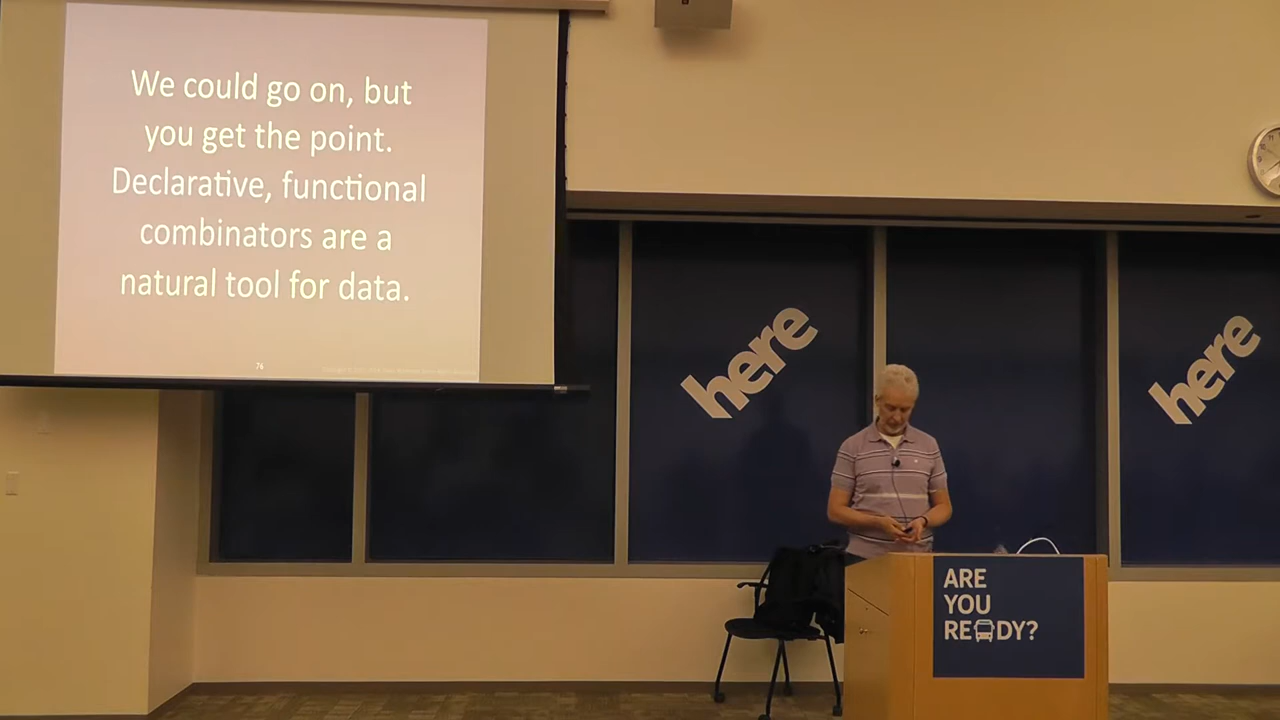 We could go on, but
you get the point.
Declarative, functional
combinators are a
natural tool for data.
76
here
here
ARE
YOU
READY?